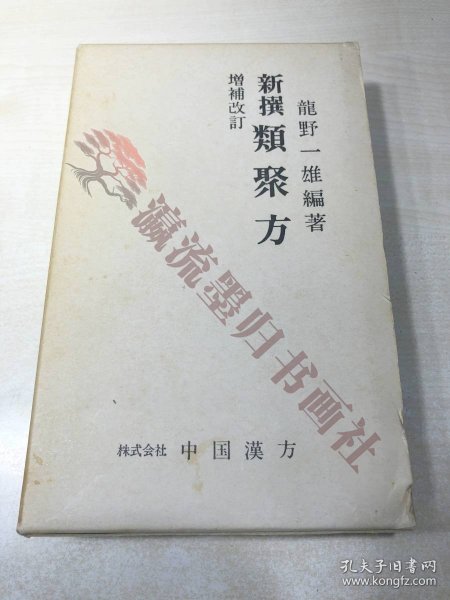 龍野一雄編著
新撰類聚方
増補改訂
株式会社 中国漢方
瀛流墨归书画社
孔夫子旧书网
www.kongfz.com